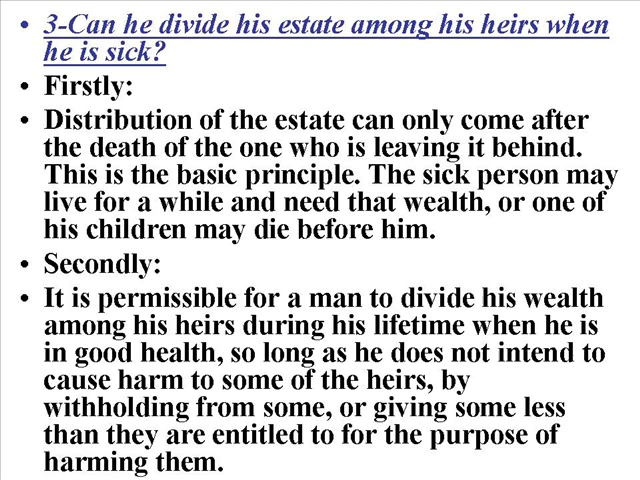 • 3-Can he divide his estate among his heirs when
he is sick?
• Firstly:
• Distribution of the estate can only come after
the death of the one who is leaving it behind.
This is the basic principle. The sick person may
live for a while and need that wealth, or one of
his children may die before him.
• Secondly:
• It is permissible for a man to divide his wealth
among his heirs during his lifetime when he is
in good health, so long as he does not intend to
cause harm to some of the heirs, by
withholding from some, or giving some less
than they are entitled to for the purpose of
harming them.